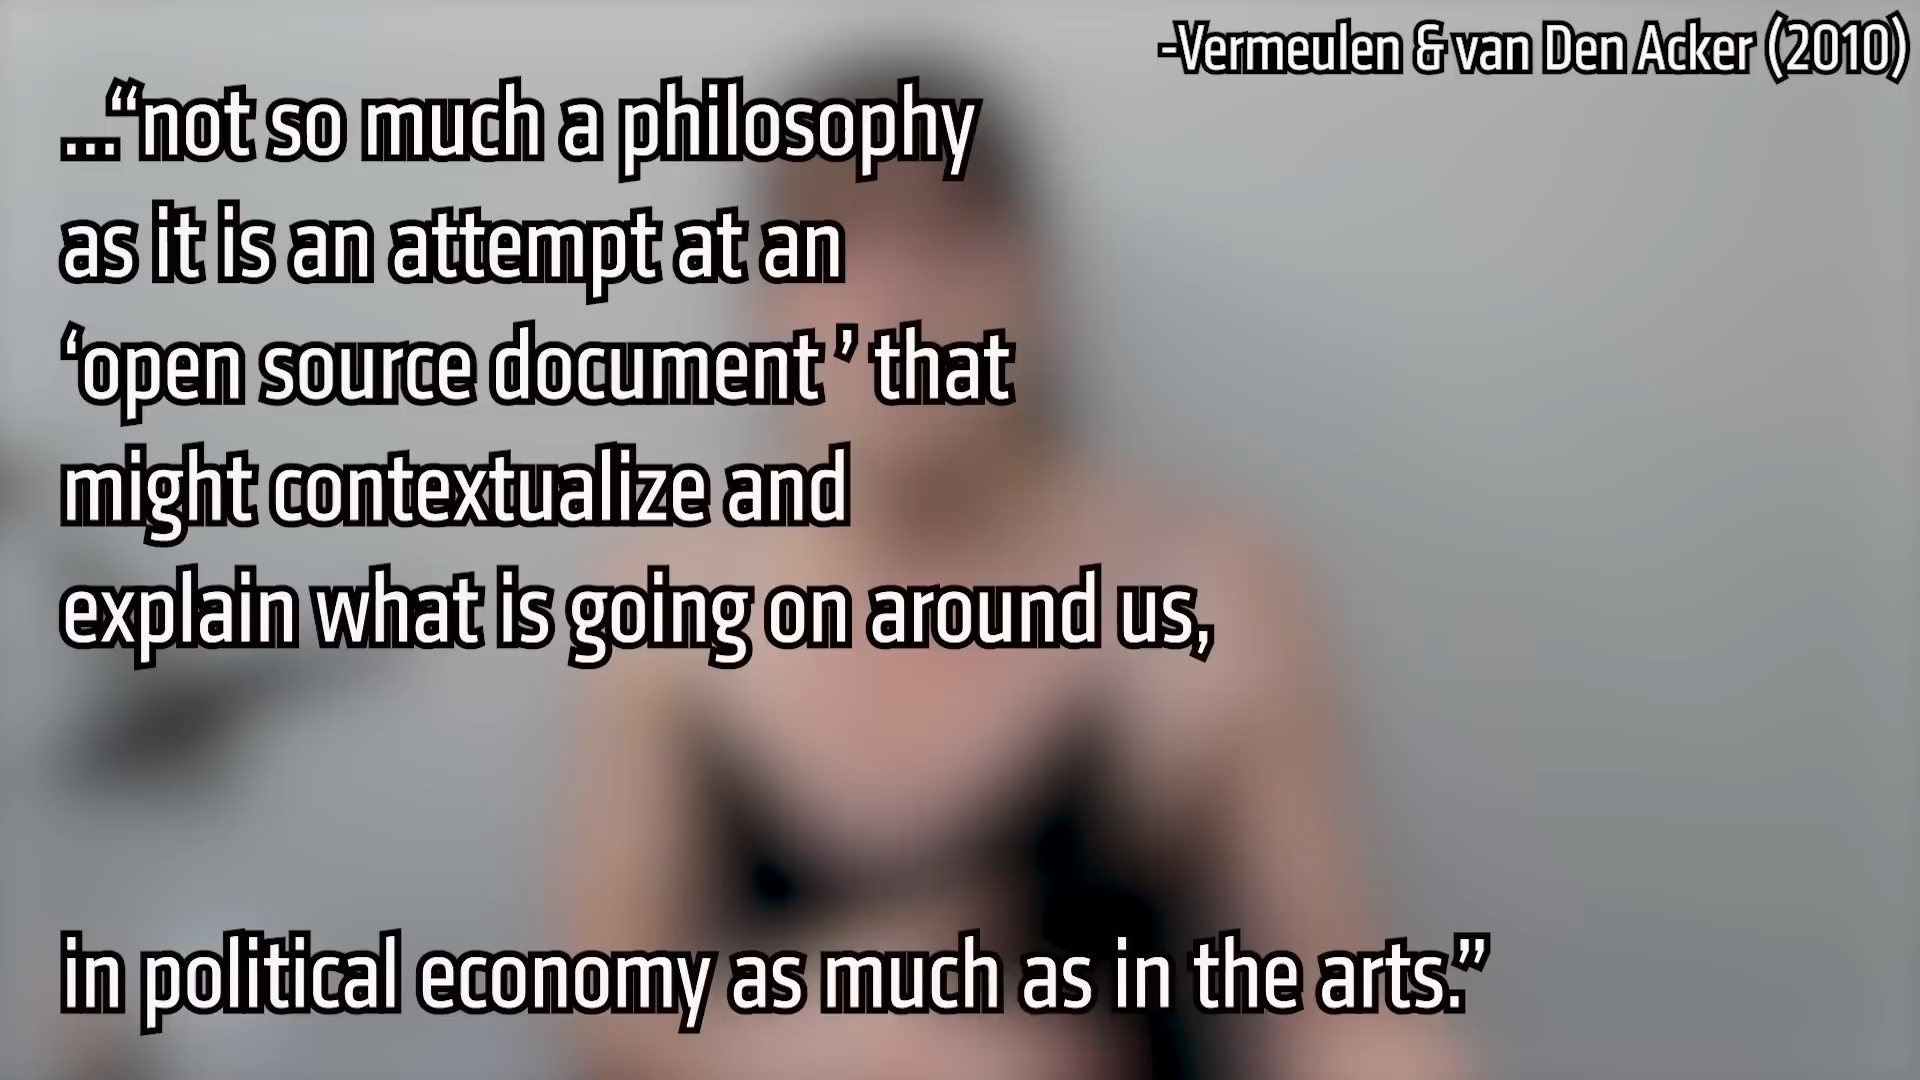 -Vermeulen & van Den Acker (2010)
..."not so much a philosophy
as it is an attempt at an
‘open source document ’ that
might contextualize and
explain what is going on around us,
in political economy as much as in the arts.”